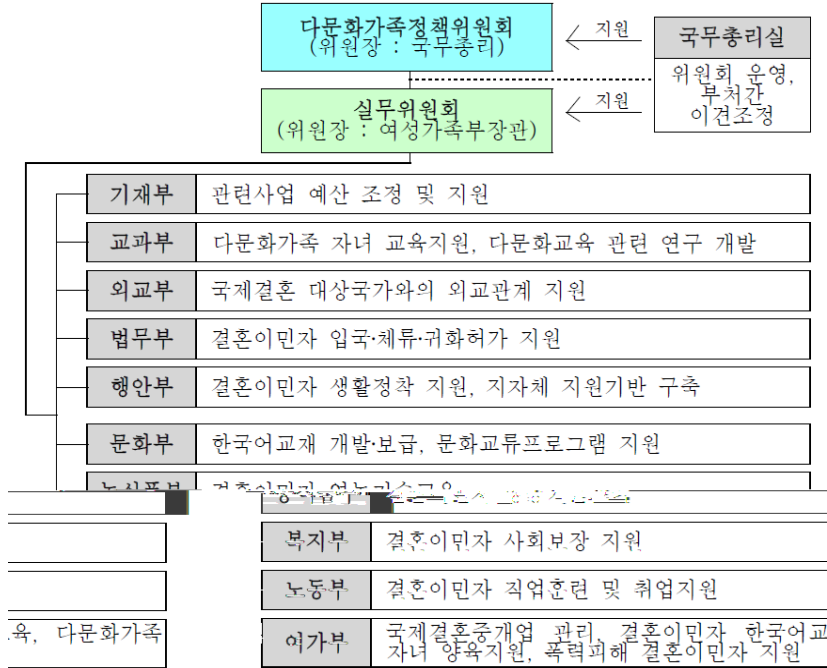 다문화가족정책위원회
(위원장 : 국무총리)
지원
국무총리실
위원회 운영,
부처간
이견조정
실무위원회
(위원장 : 여성가족부장관)
지원
기재부 관련사업 예산 조정 및 지원
교과부 다문화가족 자녀 교육지원, 다문화교육 관련 연구 개발
외교부 국제결혼 대상국가와의 외교관계 지원
법무부 결혼이민자 입국·체류·귀화허가 지원
행안부 결혼이민자 생활정착 지원, 지자체 지원기반 구축
문화부 한국어교재 개발·보급, 문화교류프로그램 지원
결혼이민자
복지부 결혼이민자 사회보장 지원
노동부 결혼이민자 직업훈련 및 취업지원
육, 다문화가족
여가부 국제결혼중개업 관리, 결혼이민자 한국어교
자녀 양육지원, 폭력피해 결혼이민자 지원